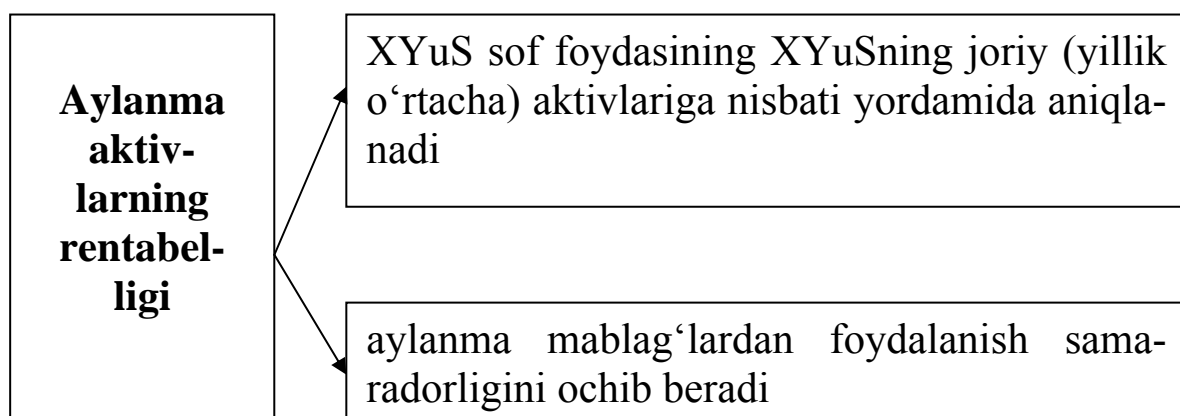 Aylanma
aktiv-
larning
rentabel-
ligi
XYuS sof foydasining XYuSning joriy (yillik
o‘rtacha) aktivlariga nisbati yordamida aniqla-
nadi
aylanma mablag‘lardan foydalanish sama-
radorligini ochib beradi